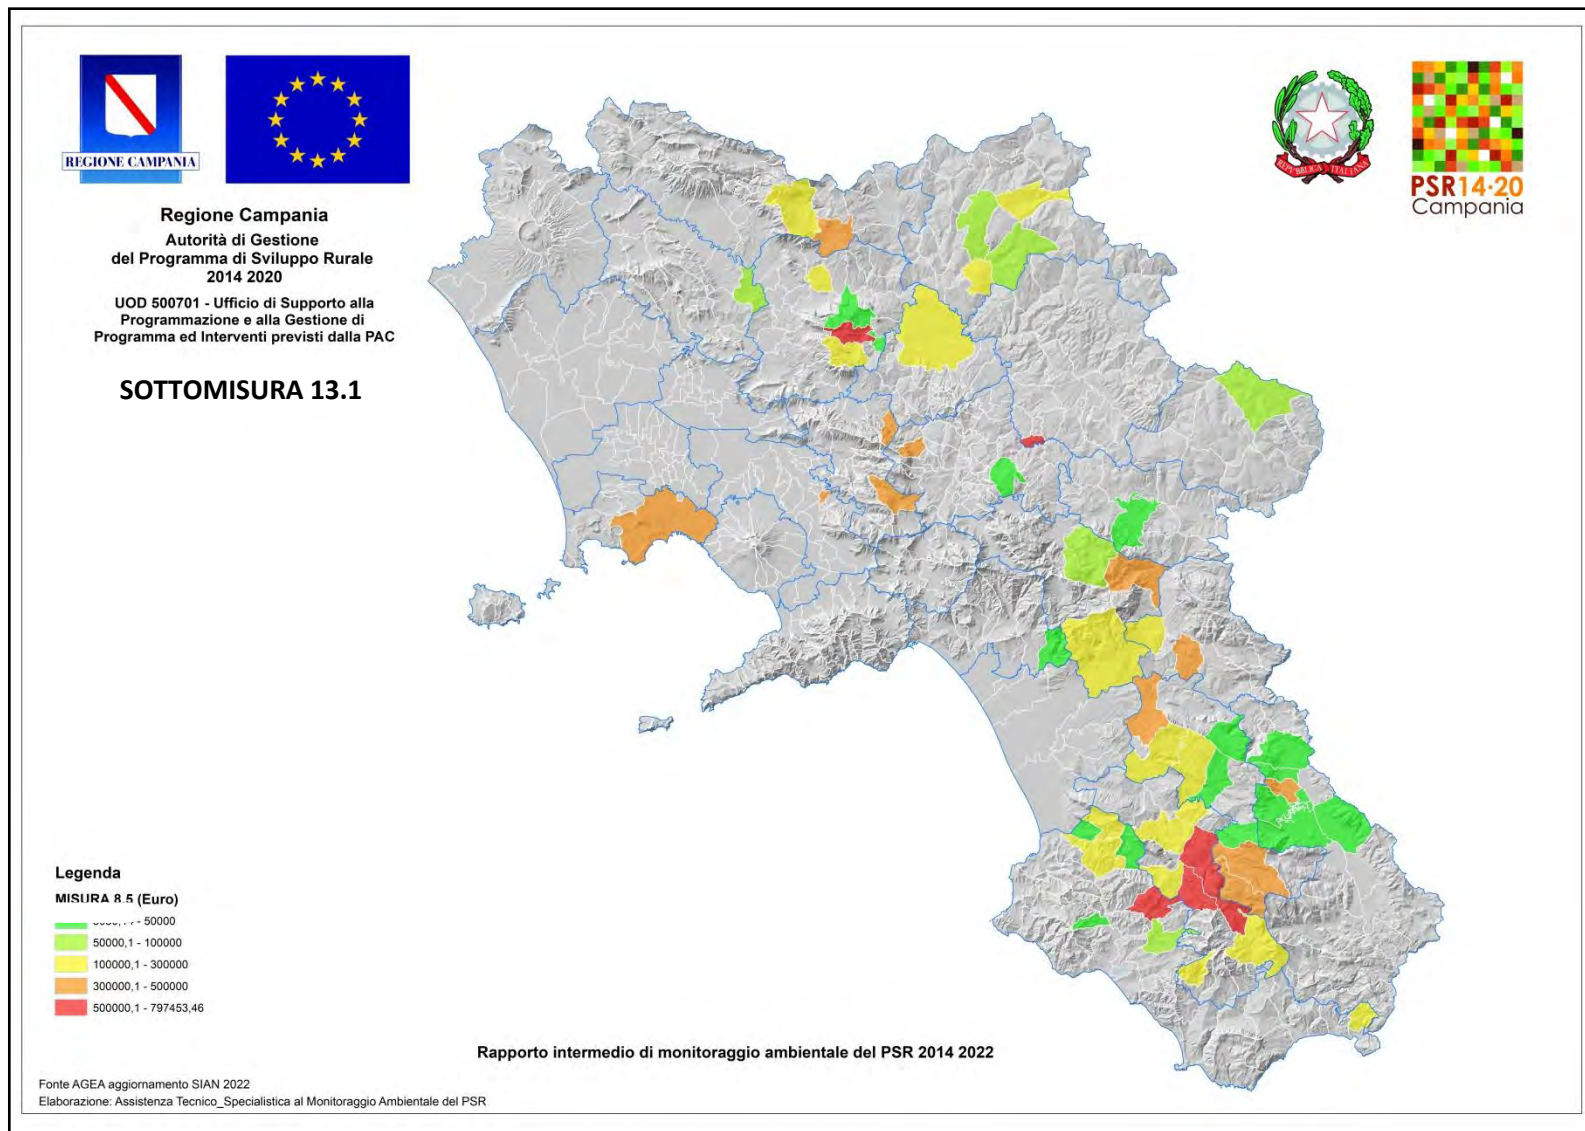 REGIONE CAMPANIA
REPVBBLICA ITALIANA
PSR14·20
Campania
Regione Campania
Autorità di Gestione
del Programma di Sviluppo Rurale
2014 2020
UOD 500701 - Ufficio di Supporto alla
Programmazione e alla Gestione di
Programma ed Interventi previsti dalla PAC
SOTTOMISURA 13.1
Legenda
MISURA 8.5 (Euro)
- 50000
50000,1 - 100000
100000,1 - 300000
300000,1 - 500000
500000,1 - 797453,46
Rapporto intermedio di monitoraggio ambientale del PSR 2014 2022
Fonte AGEA aggiornamento SIAN 2022
Elaborazione: Assistenza Tecnico_Specialistica al Monitoraggio Ambientale del PSR